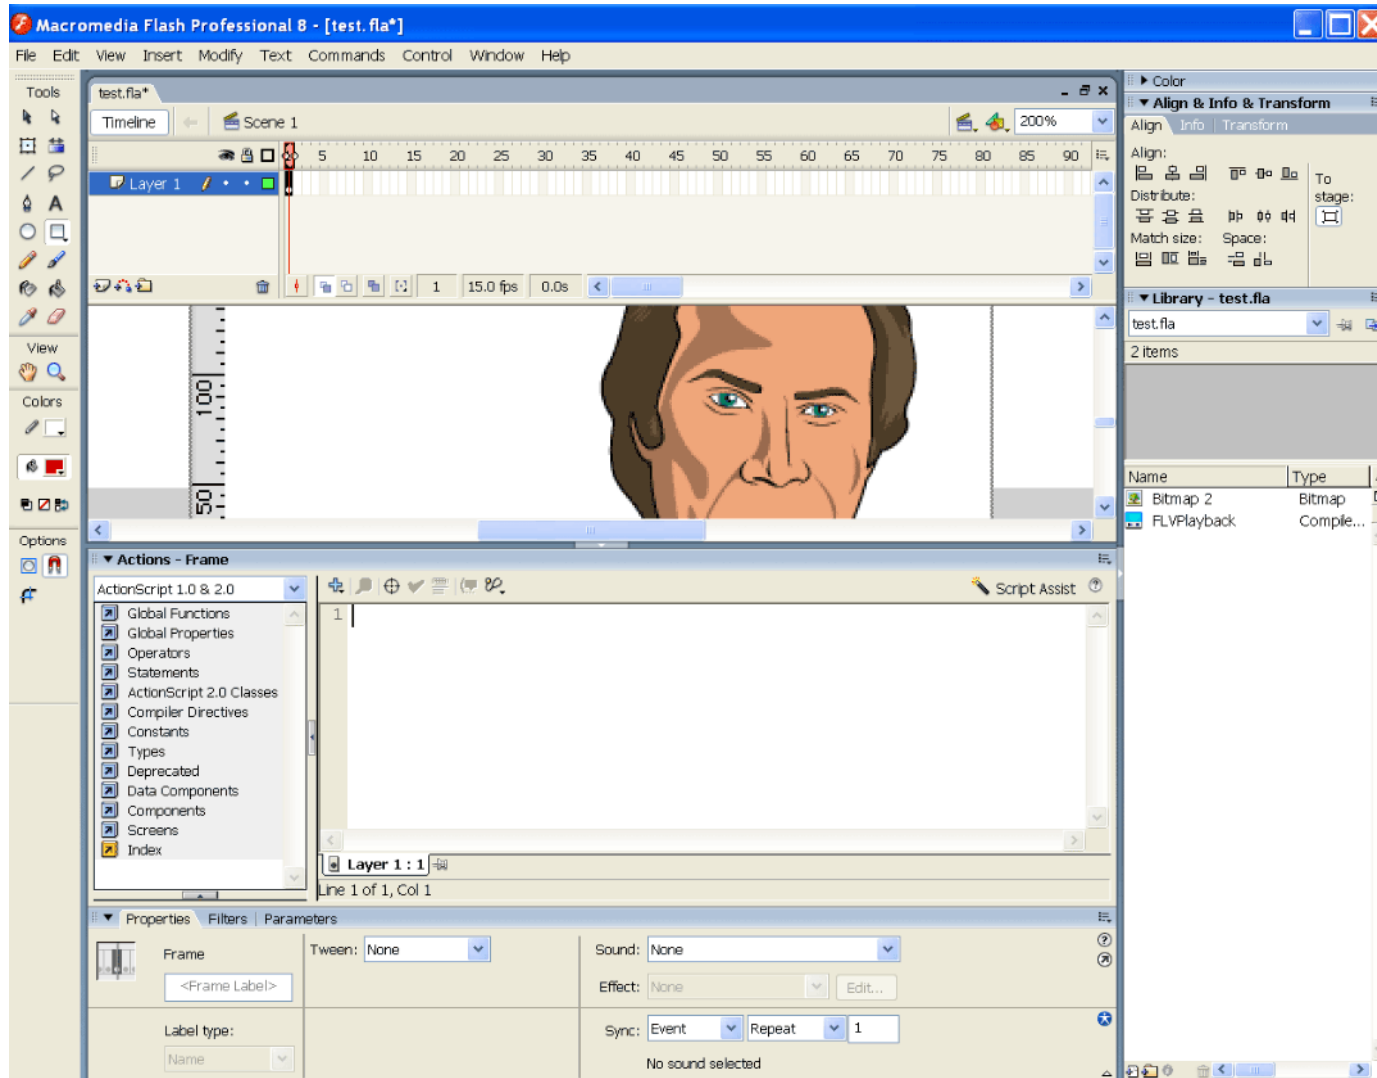 Macromedia Flash Professional 8 - [test.fla*]
File Edit View Insert Modify Text Commands Control Window Help
Tools
View
Colors
Options
test.fla*
Timeline Scene 1 200%
5 10 15 20 25 30 35 40 45 50 55 60 65 70 75 80 85 90
Layer 1
1 15.0 fps 0.0s
100
50
Actions - Frame
ActionScript 1.0 & 2.0
Script Assist
Global Functions
Global Properties
Operators
Statements
ActionScript 2.0 Classes
Compiler Directives
Constants
Types
Deprecated
Data Components
Components
Screens
Index
1
Layer 1 : 1
Line 1 of 1, Col 1
Properties Filters Parameters
Frame
<Frame Label>
Label type:
Name
Tween: None
Sound: None
Effect: None Edit...
Sync: Event Repeat 1
No sound selected
Color
Align & Info & Transform
Align Info Transform
Align:
To stage:
Distribute:
Match size: Space:
Library - test.fla
test.fla
2 items
Name Type
Bitmap 2 Bitmap
FLVPlayback Compile...